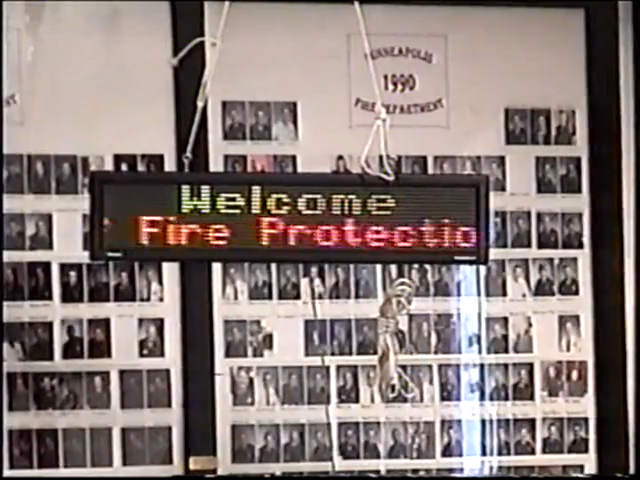 MINNEAPOLIS
1990
FIRE DEPARTMENT
Welcome
Fire Protectio